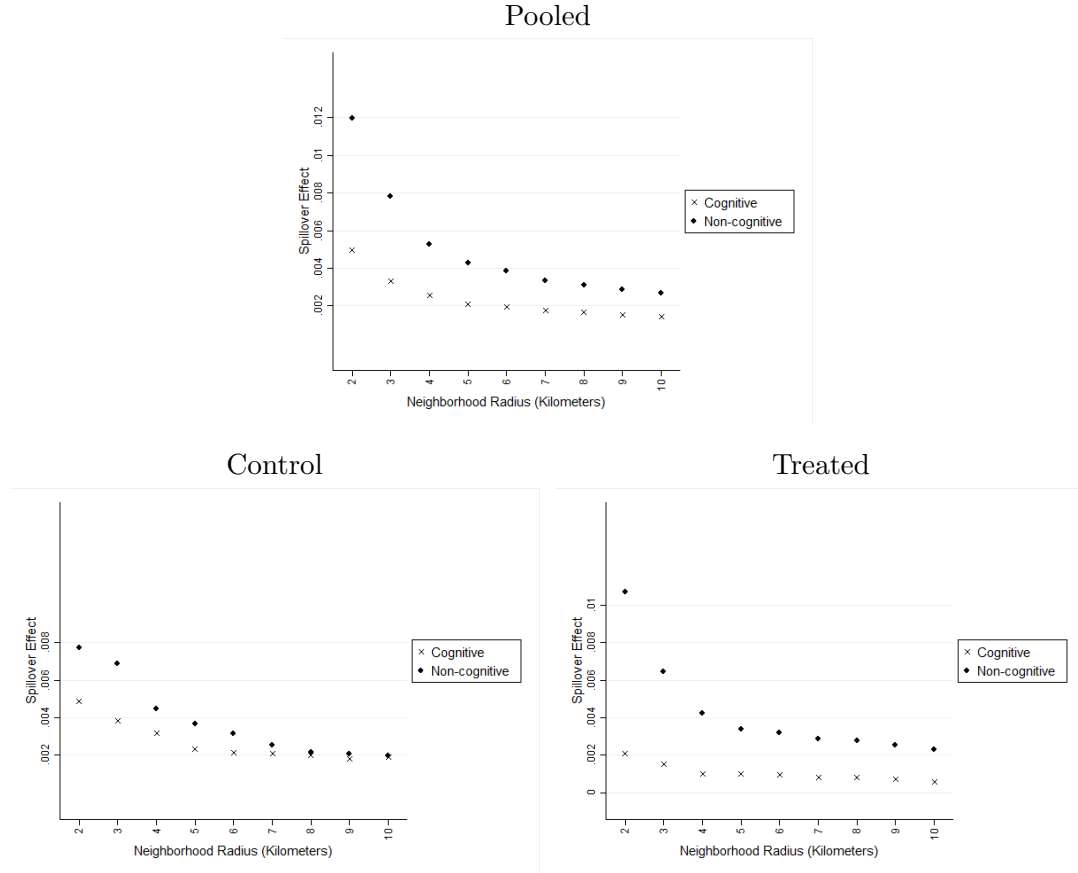 Pooled
Spillover Effect
.012
.01
.008
.006
.004
.002
2 3 4 5 6 7 8 9 10
Neighborhood Radius (Kilometers)
Cognitive
Non-cognitive
Control
Spillover Effect
.008
.006
.004
.002
2 3 4 5 6 7 8 9 10
Neighborhood Radius (Kilometers)
Cognitive
Non-cognitive
Treated
Spillover Effect
.01
.008
.006
.004
.002
0
2 3 4 5 6 7 8 9 10
Neighborhood Radius (Kilometers)
Cognitive
Non-cognitive